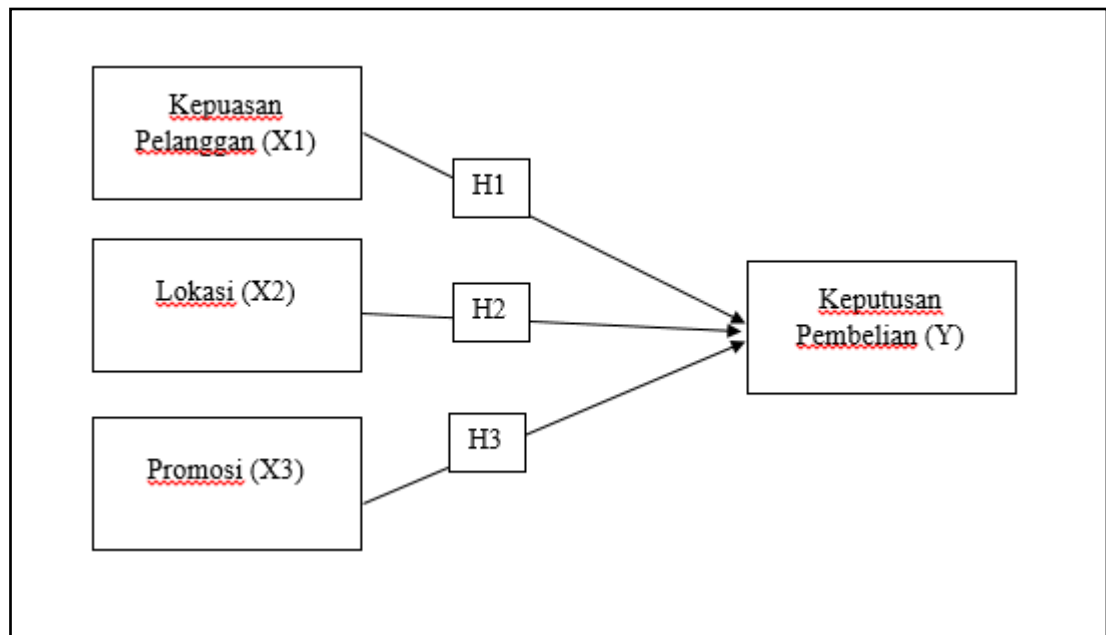 Kepuasan
Pelanggan (X1)
H1
Lokasi (X2)
H2
Keputusan
Pembelian (Y)
H3
Promosi (X3)